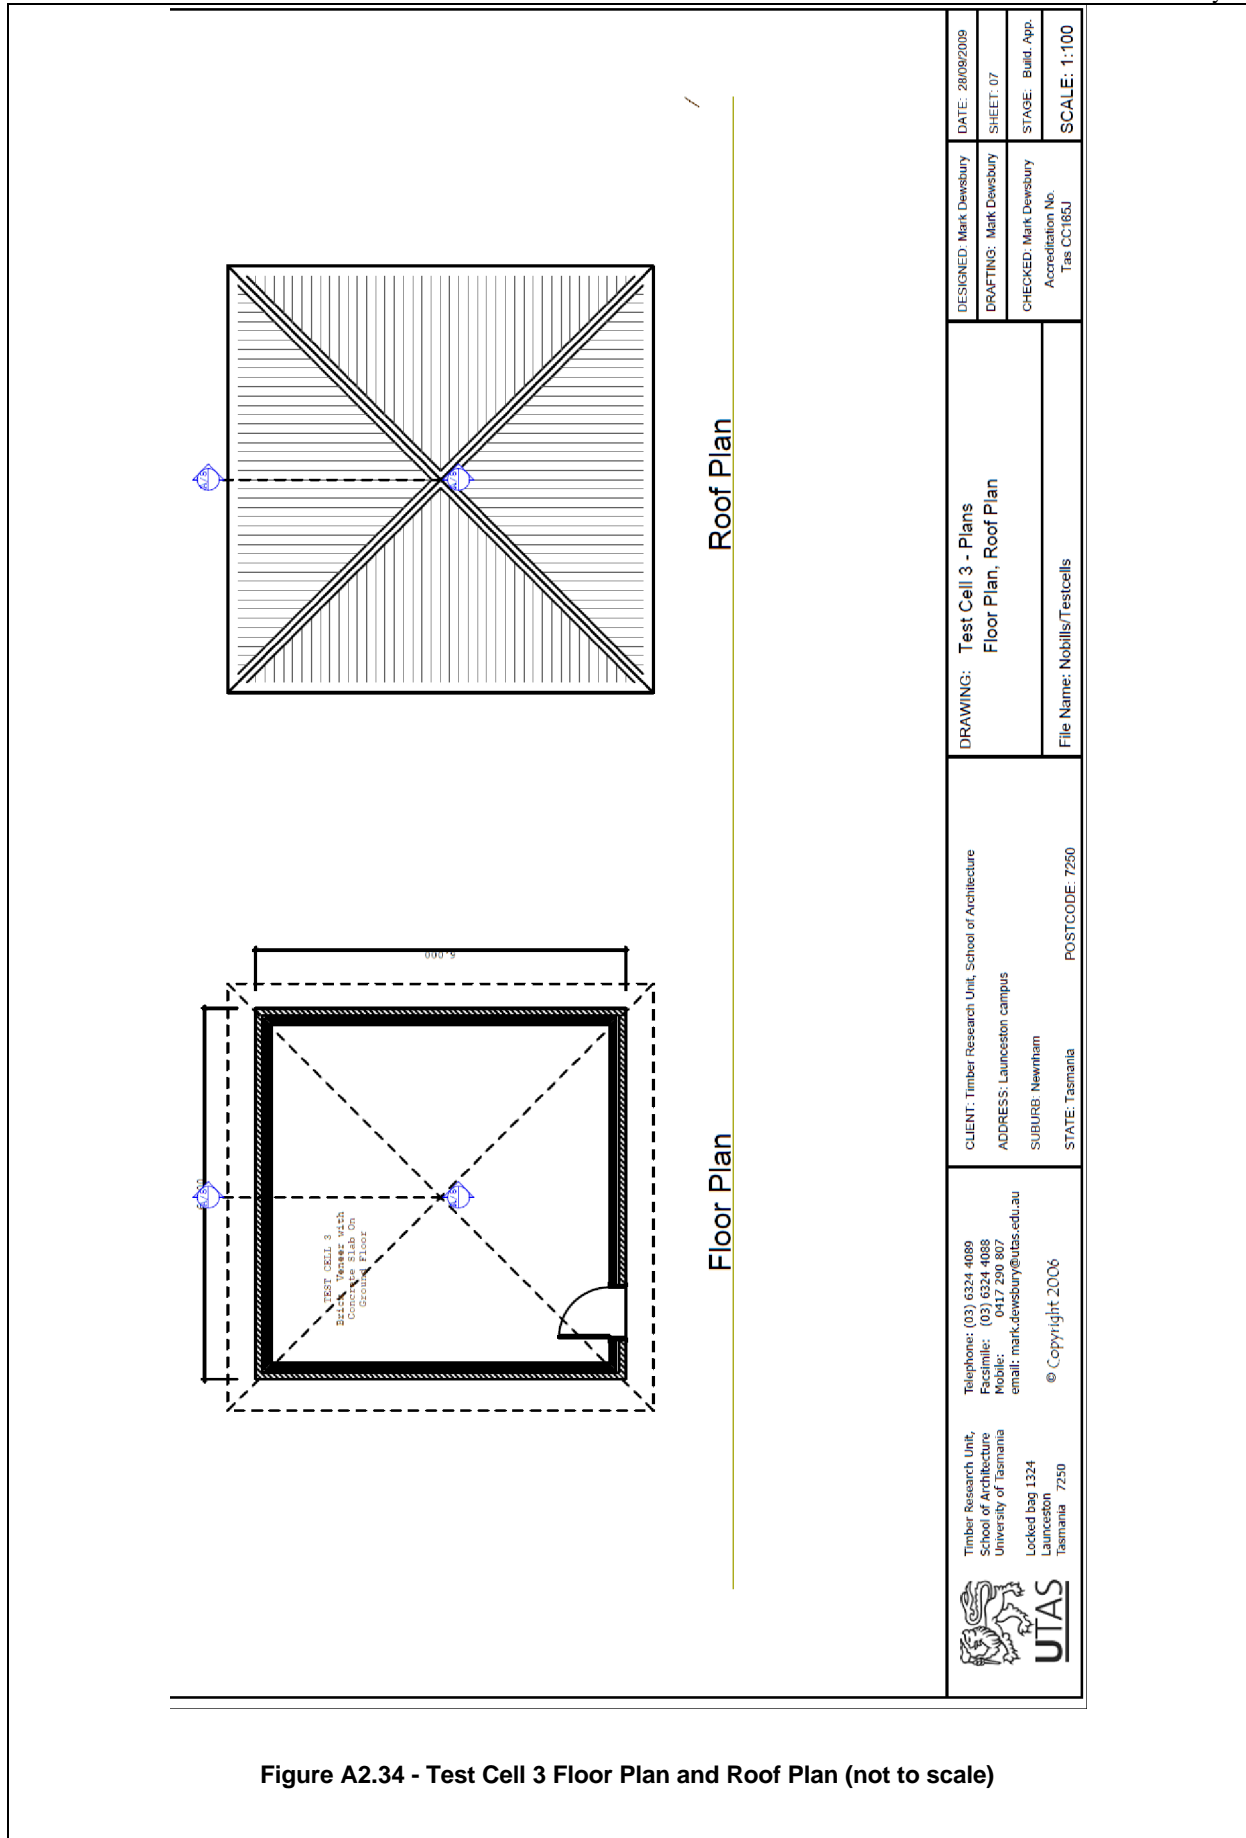 Floor Plan
Roof Plan
TEST CELL 3
Brick Veneer with
Concrete Slab On
Ground Floor
UTAS
Timber Research Unit,
School of Architecture
University of Tasmania
Locked bag 1324
Launceston
Tasmania 7250
Telephone: (03) 6324 4089
Facsimile: (03) 6324 4088
Mobile: 0417 290 807
email: mark.dewsbury@utas.edu.au
© Copyright 2006
CLIENT: Timber Research Unit, School of Architecture
ADDRESS: Launceston campus
SUBURB: Newnham
STATE: Tasmania POSTCODE: 7250
DRAWING: Test Cell 3 - Plans
Floor Plan, Roof Plan
File Name: Nobills/Testcells
DESIGNED: Mark Dewsbury
DRAFTING: Mark Dewsbury
CHECKED: Mark Dewsbury
Accreditation No.
Tas CC165J
DATE: 28/09/2009
SHEET: 07
STAGE: Build. App.
SCALE: 1:100
Figure A2.34 - Test Cell 3 Floor Plan and Roof Plan (not to scale)